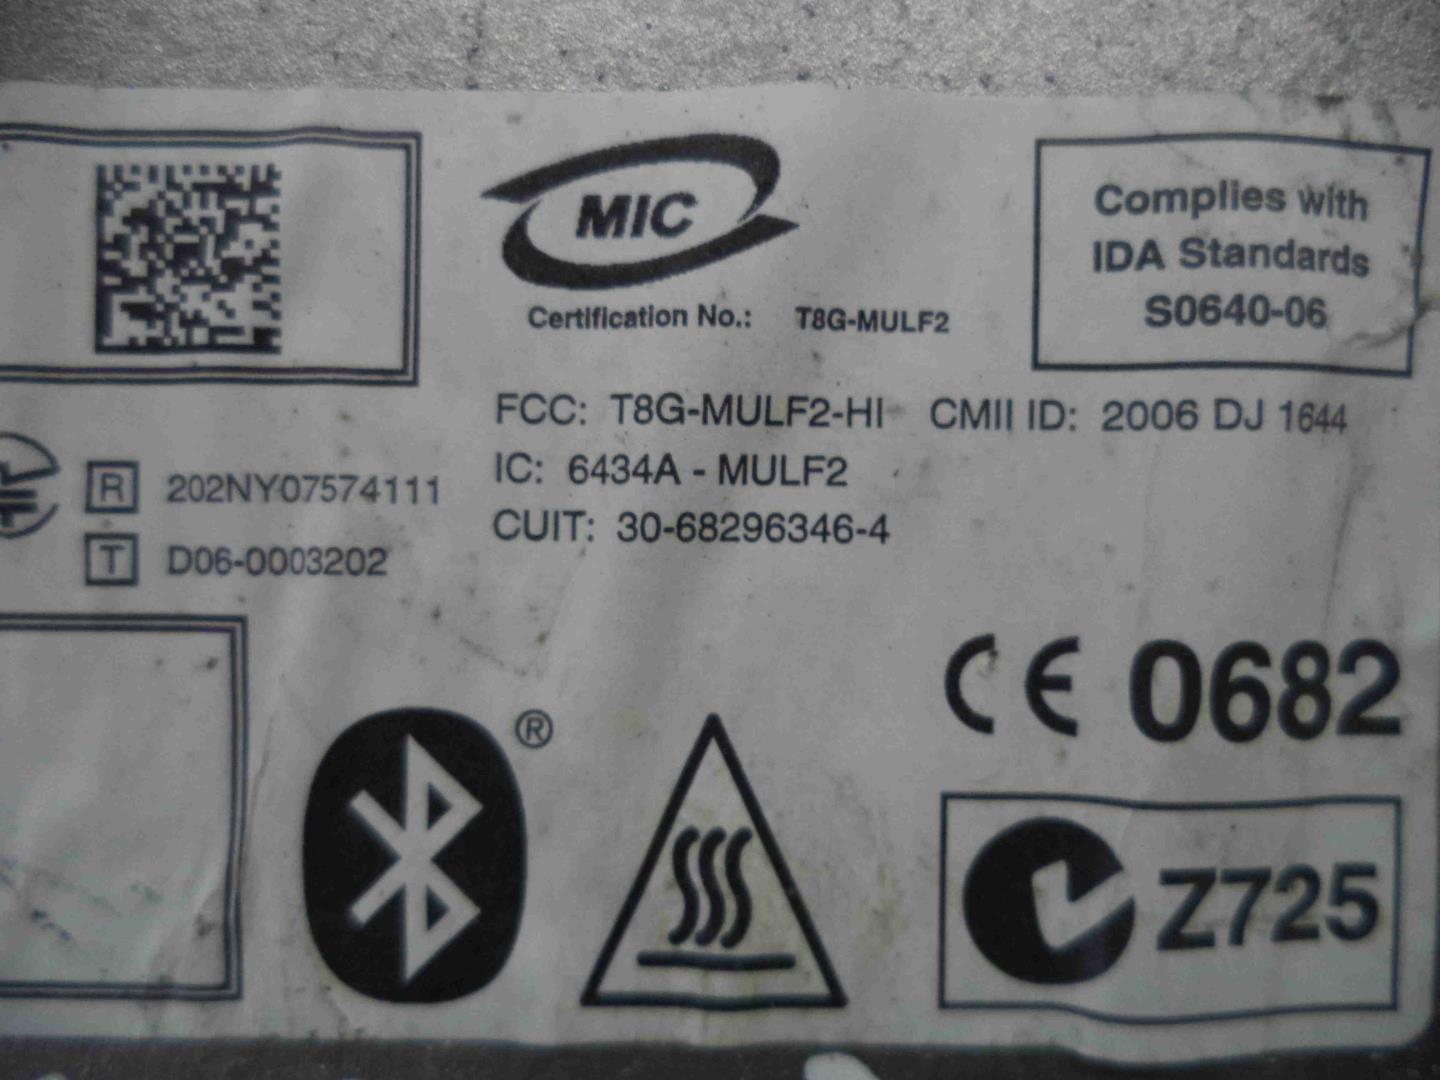 MIC
Certification No.: T8G-MULF2
Complies with
IDA Standards
S0640-06
FCC: T8G-MULF2-HI CMII ID: 2006 DJ 1644
IC: 6434A - MULF2
CUIT: 30-68296346-4
R 202NY07574111
T D06-0003202
CE 0682
®
Z725